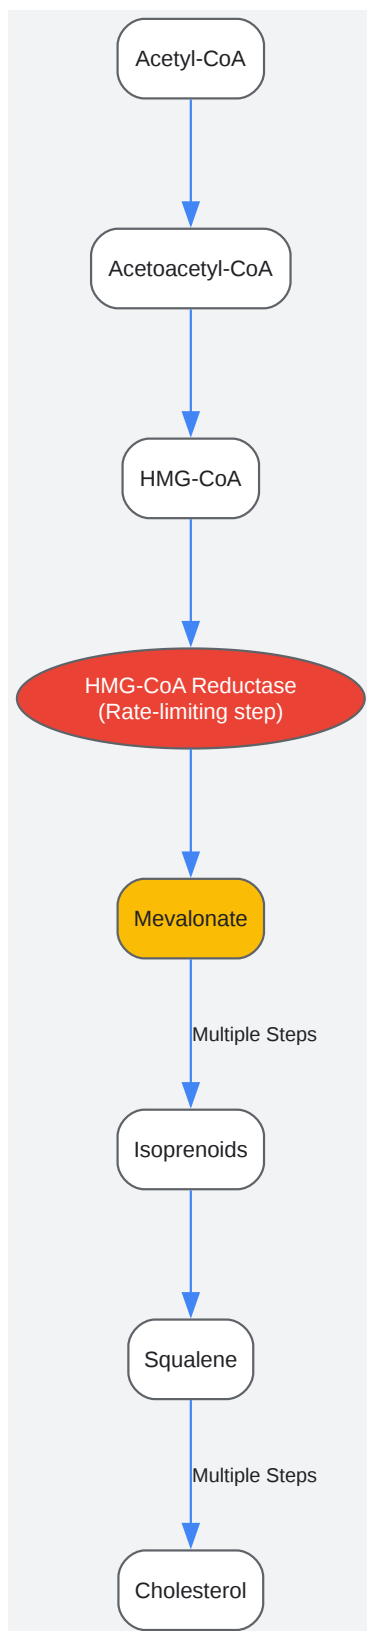 Acetyl-CoA
Acetoacetyl-CoA
HMG-CoA
HMG-CoA Reductase
(Rate-limiting step)
Mevalonate
Multiple Steps
Isoprenoids
Squalene
Multiple Steps
Cholesterol